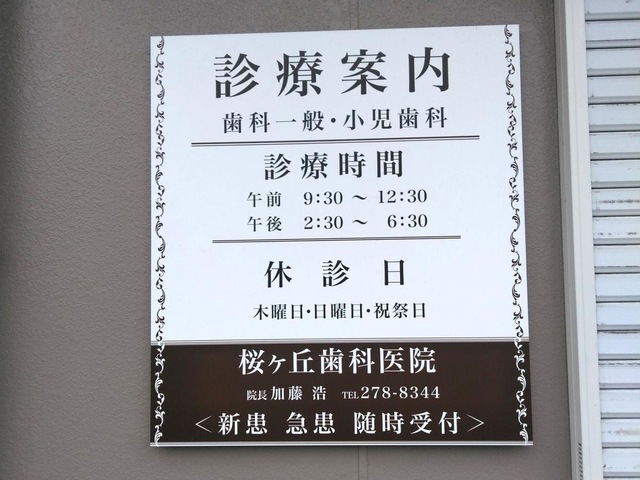 診療案内
歯科一般・小児歯科
診療時間
午前 9:30 ～ 12:30
午後 2:30 ～ 6:30
休診日
木曜日・日曜日・祝祭日
桜ヶ丘歯科医院
院長 加藤 浩 TEL 278-8344
＜新患 急患 随時受付＞